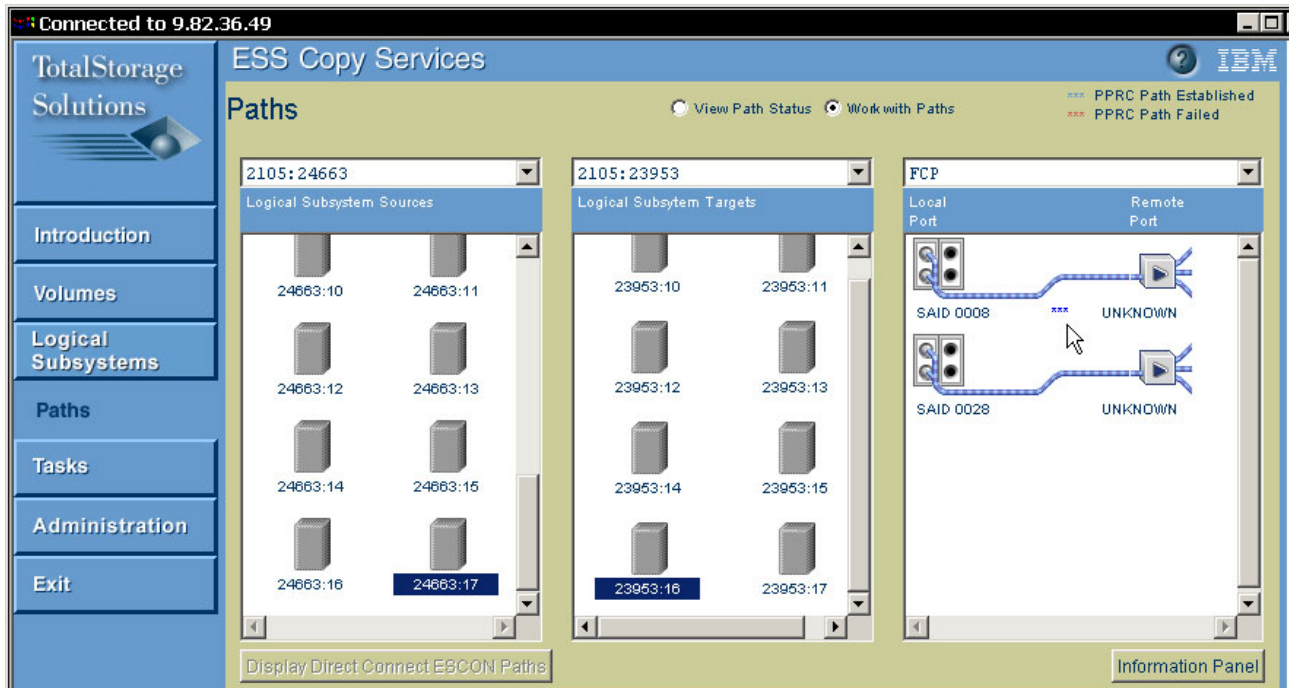 Connected to 9.82.36.49
TotalStorage
Solutions
ESS Copy Services
? IBM
Paths
View Path Status Work with Paths
*** PPRC Path Established
*** PPRC Path Failed
Introduction
Volumes
Logical
Subsystems
Paths
Tasks
Administration
Exit
2105:24663
Logical Subsystem Sources
24663:10 24663:11
24663:12 24663:13
24663:14 24663:15
24663:16 24663:17
2105:23953
Logical Subsytem Targets
23953:10 23953:11
23953:12 23953:13
23953:14 23953:15
23953:16 23953:17
FCP
Local Remote
Port Port
SAID 0008 *** UNKNOWN
SAID 0028 UNKNOWN
Display Direct Connect ESCON Paths
Information Panel